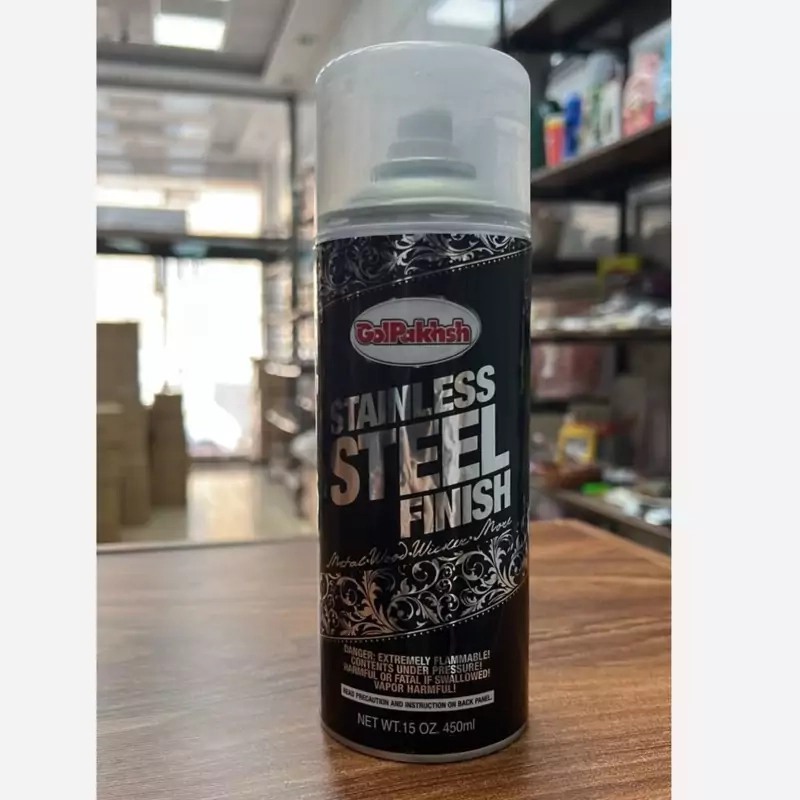 GolPakhsh
STAINLESS
STEEL
FINISH
Metal·Wood·Wicker·More
DANGER: EXTREMELY FLAMMABLE!
CONTENTS UNDER PRESSURE!
HARMFUL OR FATAL IF SWALLOWED!
VAPOR HARMFUL!
READ PRECAUTION AND INSTRUCTION ON BACK PANEL.
NET WT.15 OZ. 450ml